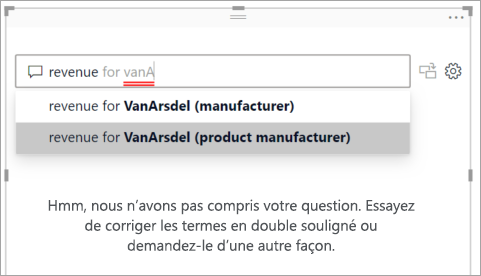 revenue for vanA
revenue for VanArsdel (manufacturer)
revenue for VanArsdel (product manufacturer)
Hmm, nous n’avons pas compris votre question. Essayez
de corriger les termes en double souligné ou
demandez-le d’une autre façon.